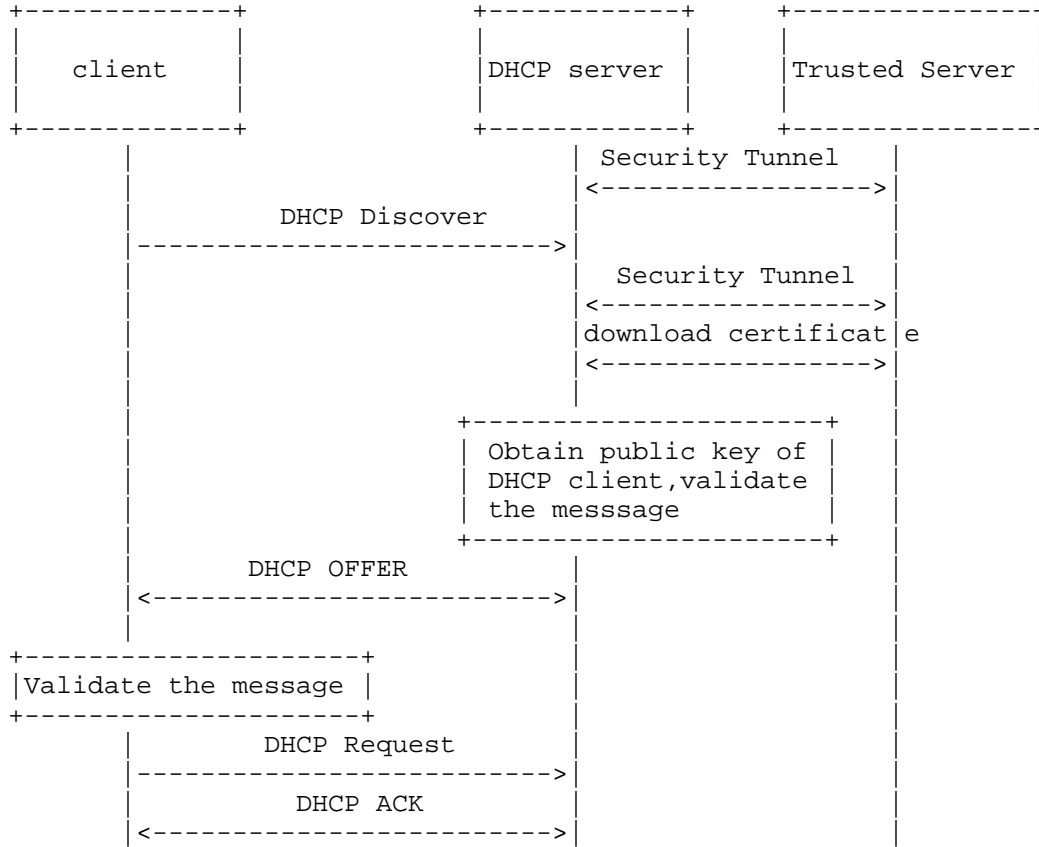 client DHCP server Trusted Server
Security Tunnel
DHCP Discover
Security Tunnel
download certificate
Obtain public key of
DHCP client,validate
the messsage
DHCP OFFER
Validate the message
DHCP Request
DHCP ACK